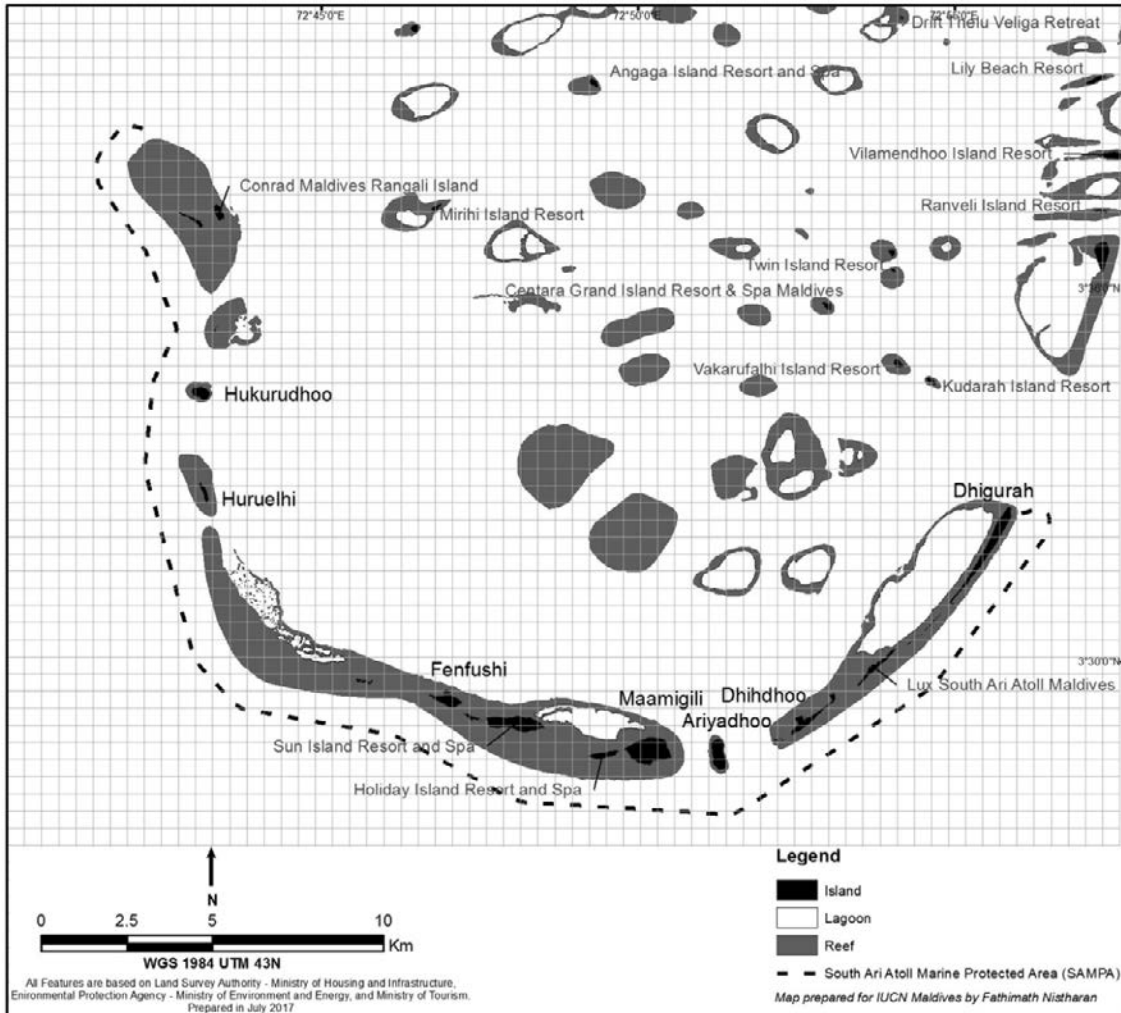 72°45'0"E
72°50'0"E
Drift Thelu Veliga Retreat
Lily Beach Resort
Angaga Island Resort and Spa
Vilamendhoo Island Resort
Conrad Maldives Rangali Island
Mirihi Island Resort
Ranveli Island Resort
Twin Island Resort
Centara Grand Island Resort & Spa Maldives
Vakarufalhi Island Resort
Kudarah Island Resort
Hukurudhoo
Huruelhi
Dhigurah
3°30'0"N
Fenfushi
Maamigili
Dhihdhoo
Lux South Ari Atoll Maldives
Ariyadhoo
Sun Island Resort and Spa
Holiday Island Resort and Spa
N
0 2.5 5 10
Km
WGS 1984 UTM 43N
All Features are based on Land Survey Authority - Ministry of Housing and Infrastructure,
Enironmental Protection Agency - Ministry of Environment and Energy, and Ministry of Tourism.
Prepared in July 2017
Legend
Island
Lagoon
Reef
South Ari Atoll Marine Protected Area (SAMPA)
Map prepared for IUCN Maldives by Fathimath Nistharan